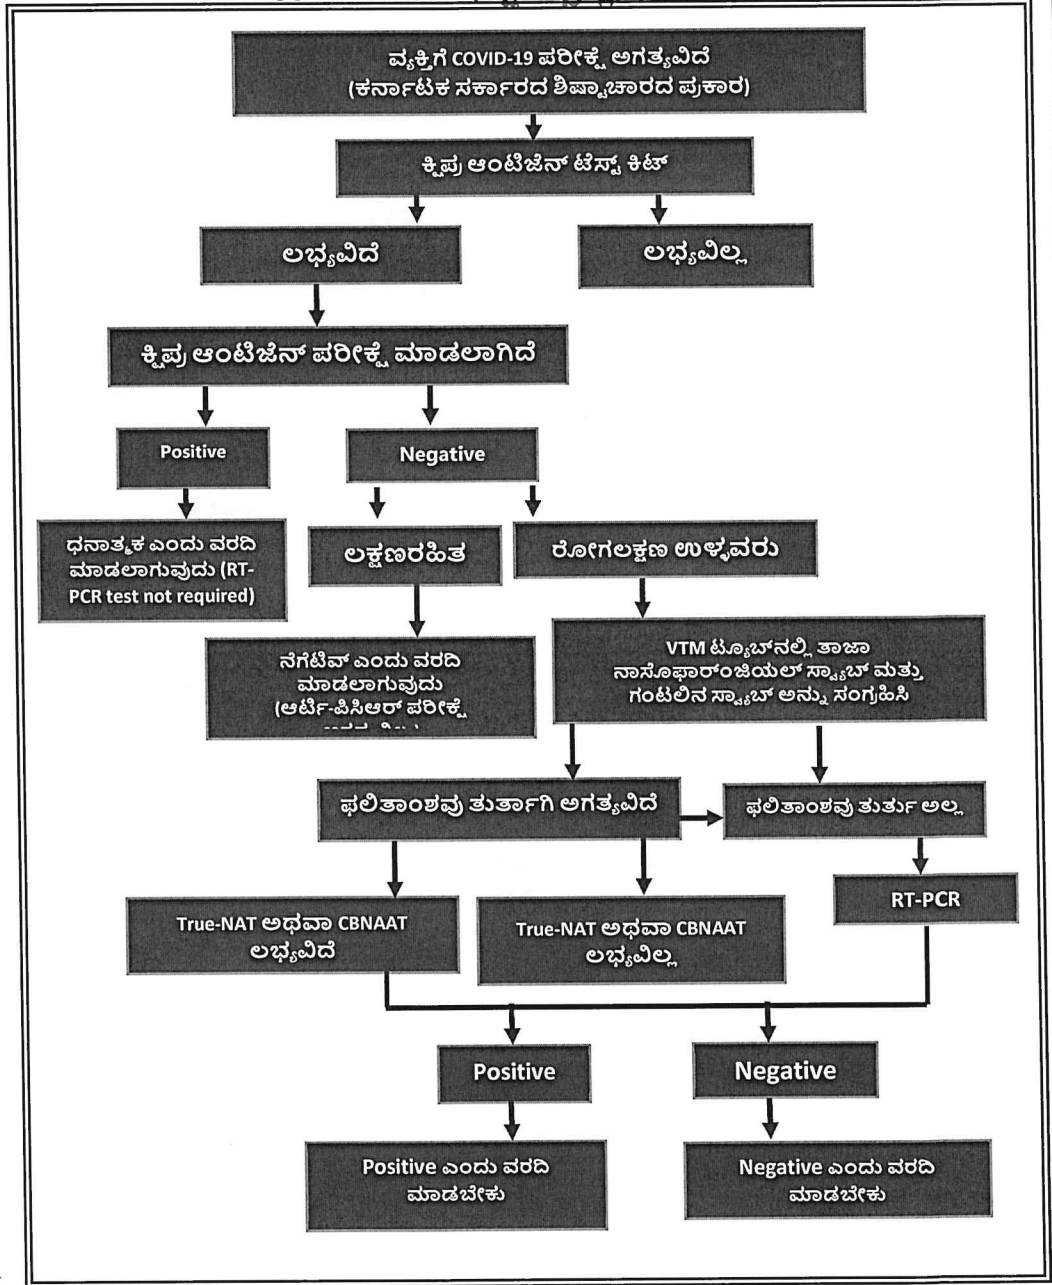 ವ್ಯಕ್ತಿಗೆ COVID-19 ಪರೀಕ್ಷೆ ಅಗತ್ಯವಿದೆ
(ಕರ್ನಾಟಕ ಸರ್ಕಾರದ ಶಿಷ್ಟಾಚಾರದ ಪ್ರಕಾರ)
ಕ್ಷಿಪ್ರ ಆಂಟಿಜೆನ್ ಟೆಸ್ಟ್ ಕಿಟ್
ಲಭ್ಯವಿದೆ
ಲಭ್ಯವಿಲ್ಲ
ಕ್ಷಿಪ್ರ ಆಂಟಿಜೆನ್ ಪರೀಕ್ಷೆ ಮಾಡಲಾಗಿದೆ
Positive
Negative
ಧನಾತ್ಮಕ ಎಂದು ವರದಿ
ಮಾಡಲಾಗುವುದು (RT-
PCR test not required)
ಲಕ್ಷಣರಹಿತ
ರೋಗಲಕ್ಷಣ ಉಳ್ಳವರು
ನೆಗೆಟಿವ್ ಎಂದು ವರದಿ
ಮಾಡಲಾಗುವುದು
(ಆರ್ಟಿ-ಪಿಸಿಆರ್ ಪರೀಕ್ಷೆ
VTM ಟ್ಯೂಬ್‌ನಲ್ಲಿ ತಾಜಾ
ನಾಸೊಫಾರ್ಂಜಿಯಲ್ ಸ್ವ್ಯಾಬ್ ಮತ್ತು
ಗಂಟಲಿನ ಸ್ವ್ಯಾಬ್ ಅನ್ನು ಸಂಗ್ರಹಿಸಿ
ಫಲಿತಾಂಶವು ತುರ್ತಾಗಿ ಅಗತ್ಯವಿದೆ
ಫಲಿತಾಂಶವು ತುರ್ತು ಅಲ್ಲ
RT-PCR
True-NAT ಅಥವಾ CBNAAT
ಲಭ್ಯವಿದೆ
True-NAT ಅಥವಾ CBNAAT
ಲಭ್ಯವಿಲ್ಲ
Positive
Negative
Positive ಎಂದು ವರದಿ
ಮಾಡಬೇಕು
Negative ಎಂದು ವರದಿ
ಮಾಡಬೇಕು